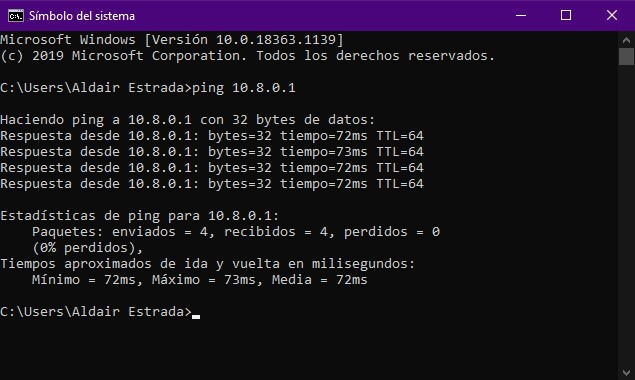 Símbolo del sistema
Microsoft Windows [Versión 10.0.18363.1139]
(c) 2019 Microsoft Corporation. Todos los derechos reservados.
C:\Users\Aldair Estrada>ping 10.8.0.1
Haciendo ping a 10.8.0.1 con 32 bytes de datos:
Respuesta desde 10.8.0.1: bytes=32 tiempo=72ms TTL=64
Respuesta desde 10.8.0.1: bytes=32 tiempo=73ms TTL=64
Respuesta desde 10.8.0.1: bytes=32 tiempo=72ms TTL=64
Respuesta desde 10.8.0.1: bytes=32 tiempo=72ms TTL=64
Estadísticas de ping para 10.8.0.1:
    Paquetes: enviados = 4, recibidos = 4, perdidos = 0
    (0% perdidos),
Tiempos aproximados de ida y vuelta en milisegundos:
    Mínimo = 72ms, Máximo = 73ms, Media = 72ms
C:\Users\Aldair Estrada>